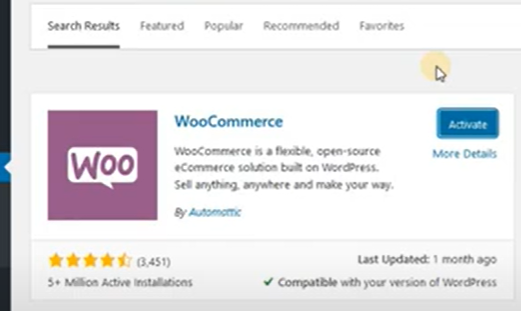 Search Results Featured Popular Recommended Favorites
WooCommerce
Activate
WooCommerce is a flexible, open-source
eCommerce solution built on WordPress.
Sell anything, anywhere and make your way.
More Details
By Automattic
WOO
(3,451)
Last Updated: 1 month ago
5+ Million Active Installations
✓ Compatible with your version of WordPress